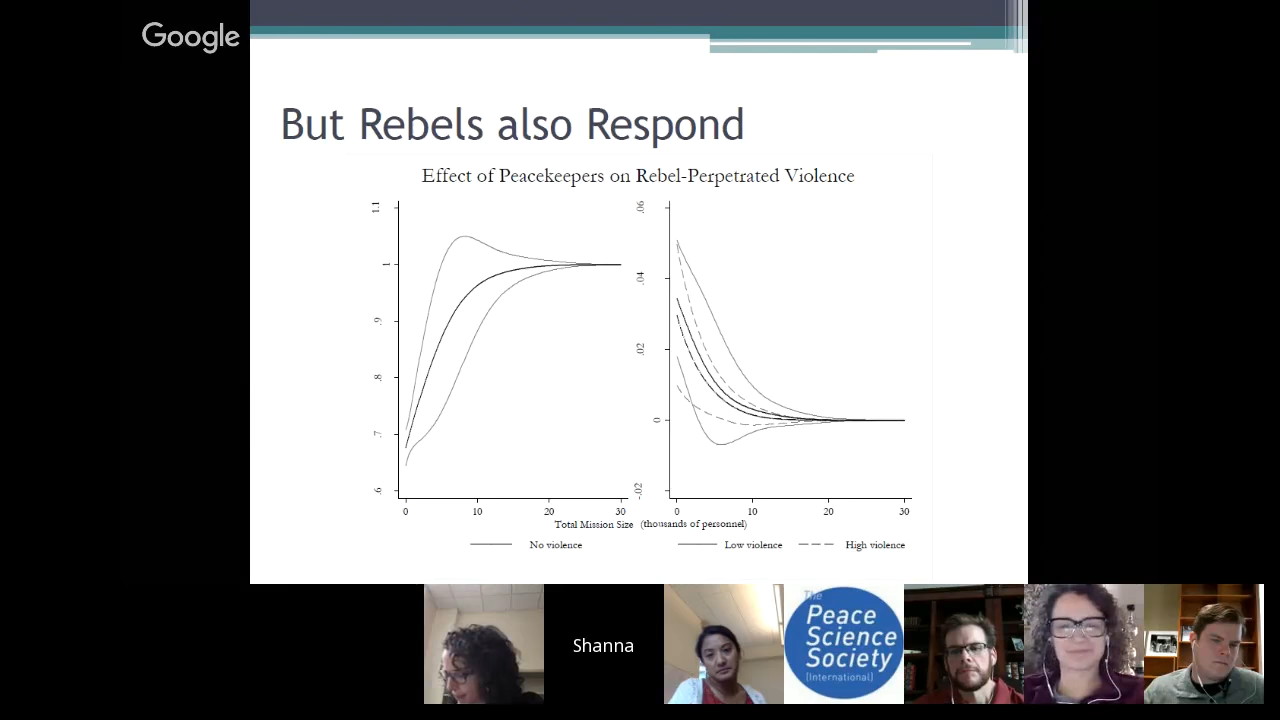 Google
But Rebels also Respond
Effect of Peacekeepers on Rebel-Perpetrated Violence
1.1
1
.9
.8
.7
.6
0
10
20
30
.06
.04
.02
0
-.02
0
10
20
30
Total Mission Size (thousands of personnel)
No violence
Low violence
High violence
Shanna
The
Peace
Science
Society
[International]